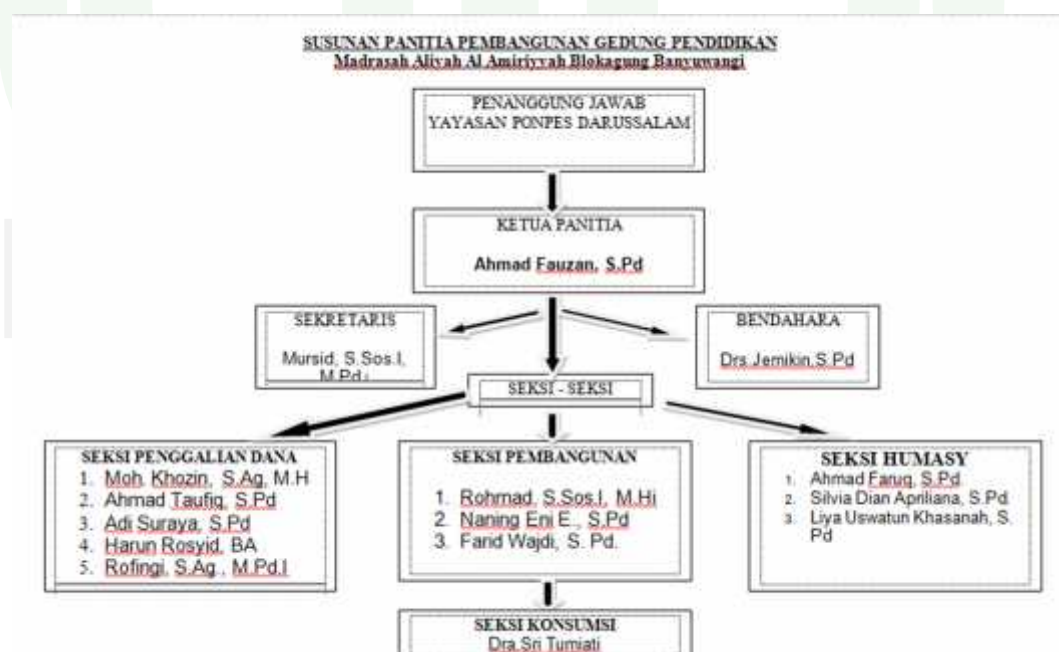 SUSUNAN PANITIA PEMBANGUNAN GEDUNG PENDIDIKAN
Madrasah Aliyah Al Amiriyyah Blokagung Banyuwangi
PENANGGUNG JAWAB
YAYASAN PONPES DARUSSALAM
KETUA PANITIA
Ahmad Fauzan, S.Pd
SEKRETARIS
Mursid, S.Sos.I,
M.Pd.i
BENDAHARA
Drs.Jemikin,S.Pd
SEKSI - SEKSI
SEKSI PENGGALIAN DANA
1. Moh. Khozin, S.Ag, M.H
2. Ahmad Taufiq, S.Pd
3. Adi Suraya, S.Pd
4. Harun Rosyid, BA
5. Rofingi, S.Ag., M.Pd.I
SEKSI PEMBANGUNAN
1. Rohmad, S.Sos.I, M.Hi
2. Naning Eni E., S.Pd
3. Farid Wajdi, S. Pd.
SEKSI HUMASY
1. Ahmad Faruq, S.Pd.
2. Silvia Dian Apriliana, S.Pd.
3. Liya Uswatun Khasanah, S.
Pd
SEKSI KONSUMSI
Dra.Sri Tumiati